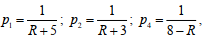 p₁ = 1/(R+5); p₂ = 1/(R+3); p₄ = 1/(8−R),